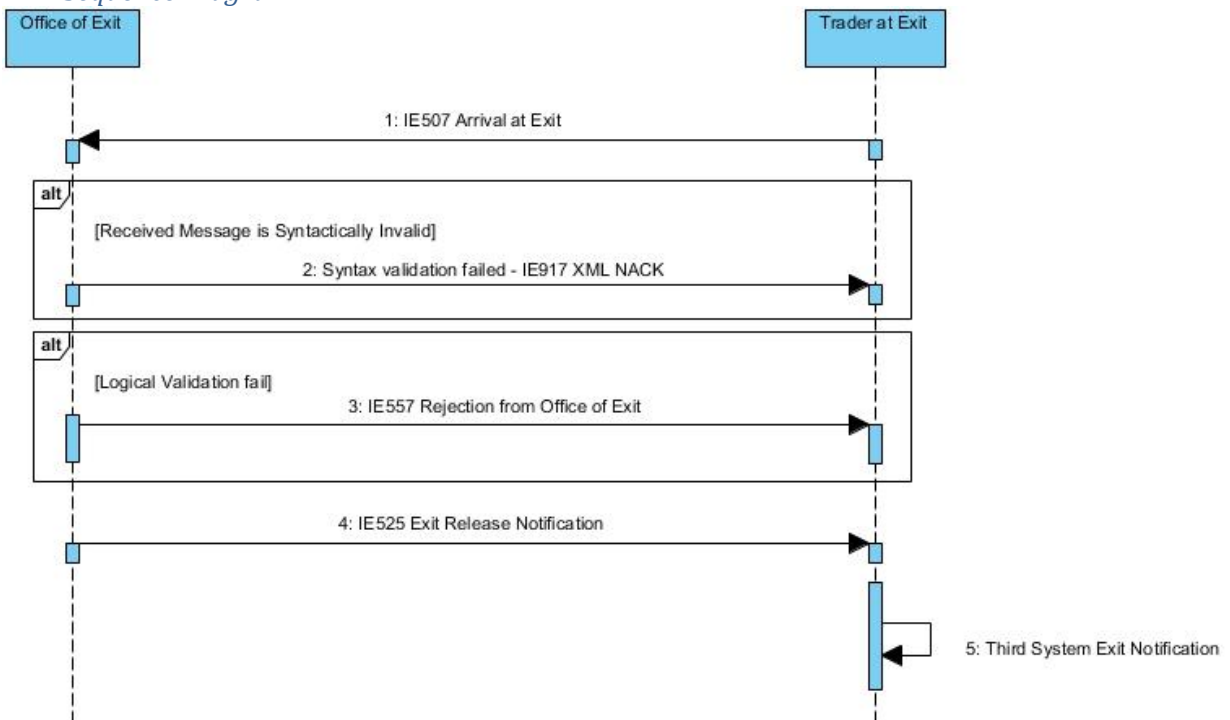 Office of Exit
Trader at Exit
1: IE507 Arrival at Exit
alt
[Received Message is Syntactically Invalid]
2: Syntax validation failed - IE917 XML NACK
alt
[Logical Validation fail]
3: IE557 Rejection from Office of Exit
4: IE525 Exit Release Notification
5: Third System Exit Notification